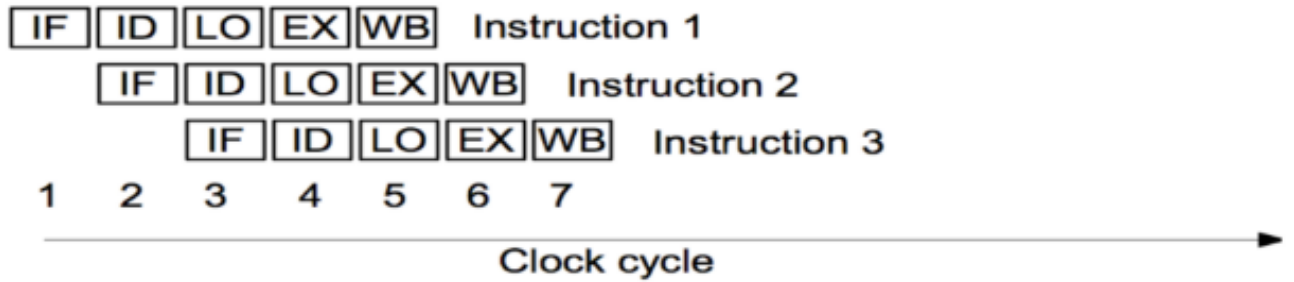 IF ID LO EX WB Instruction 1
IF ID LO EX WB Instruction 2
IF ID LO EX WB Instruction 3
1 2 3 4 5 6 7
Clock cycle